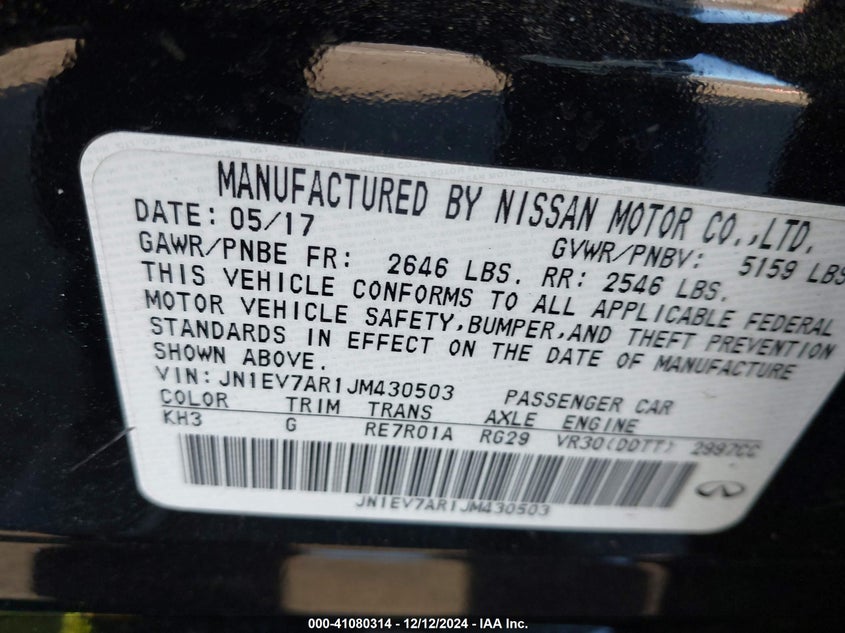 MANUFACTURED BY NISSAN MOTOR CO.,LTD.
DATE: 05/17 GVWR/PNBV: 5159 LBS
GAWR/PNBE FR: 2646 LBS. RR: 2546 LBS.
THIS VEHICLE CONFORMS TO ALL APPLICABLE FEDERAL
MOTOR VEHICLE SAFETY,BUMPER,AND THEFT PREVENTION
STANDARDS IN EFFECT ON THE DATE OF MANUFACTURE
SHOWN ABOVE.
VIN:JN1EV7AR1JM430503 PASSENGER CAR
COLOR TRIM TRANS AXLE ENGINE
KH3 G RE7R01A RG29 VR30(DDTT) 2997CC
JN1EV7AR1JM430503
000-41080314 - 12/12/2024 - IAA Inc.